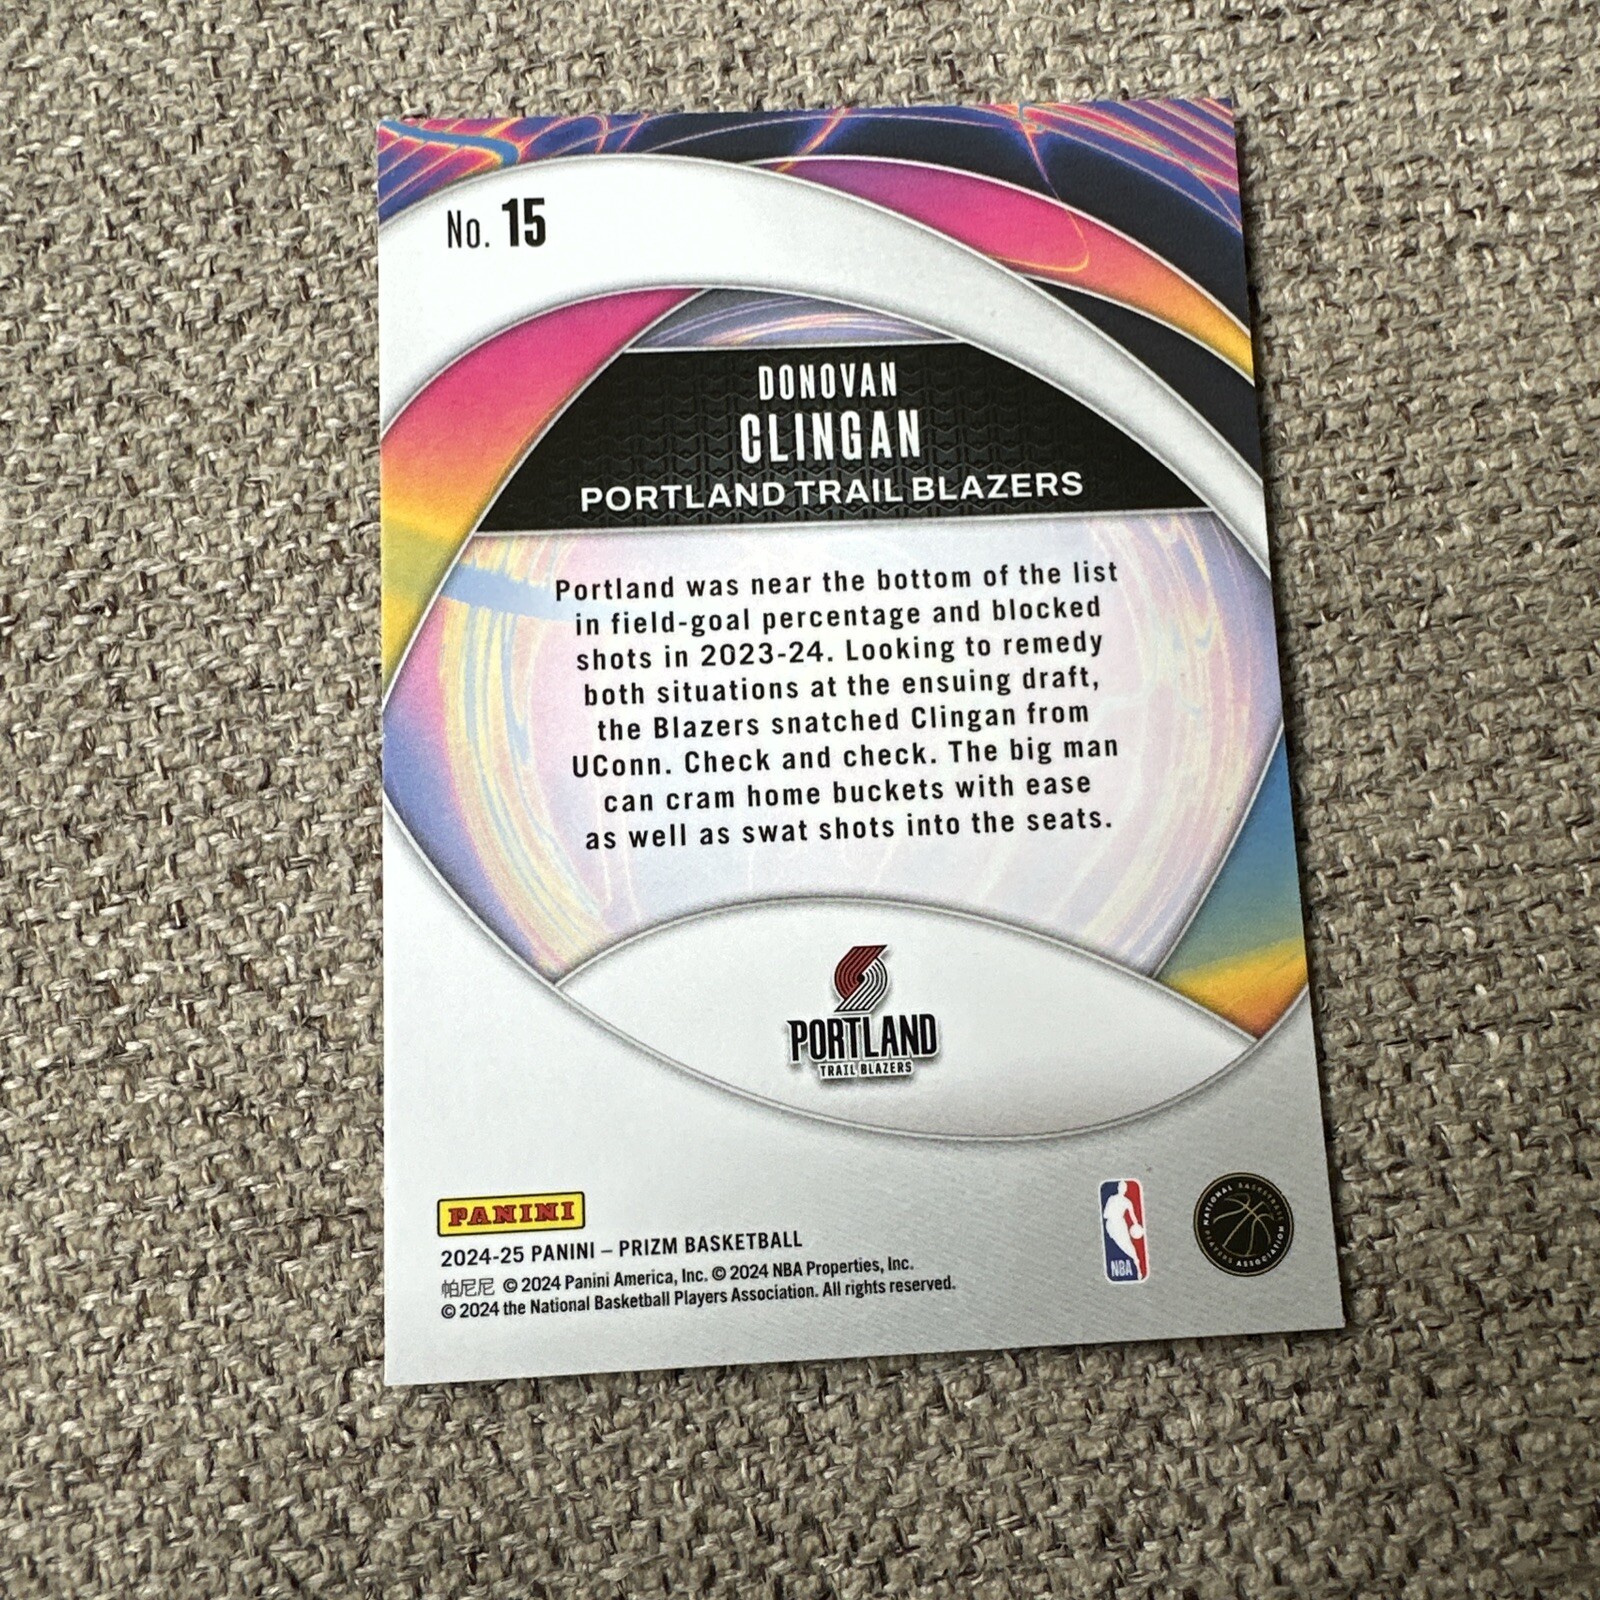 No. 15
DONOVAN
CLINGAN
PORTLAND TRAIL BLAZERS
Portland was near the bottom of the list
in field-goal percentage and blocked
shots in 2023-24. Looking to remedy
both situations at the ensuing draft,
the Blazers snatched Clingan from
UConn. Check and check. The big man
can cram home buckets with ease
as well as swat shots into the seats.
PORTLAND
TRAIL BLAZERS
PANINI
2024-25 PANINI – PRIZM BASKETBALL
帕尼尼 © 2024 Panini America, Inc. © 2024 NBA Properties, Inc.
© 2024 the National Basketball Players Association. All rights reserved.
NBA
NATIONAL BASKETBALL
PLAYERS ASSOCIATION